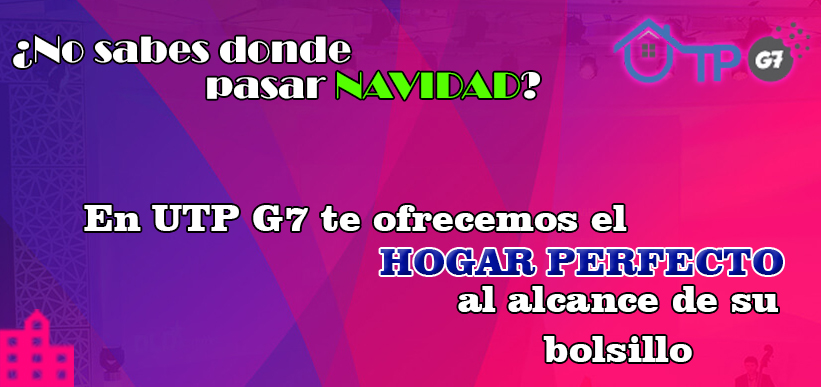 ¿No sabes donde
pasar NAVIDAD?
UTP G7
En UTP G7 te ofrecemos el
HOGAR PERFECTO
al alcance de su
bolsillo